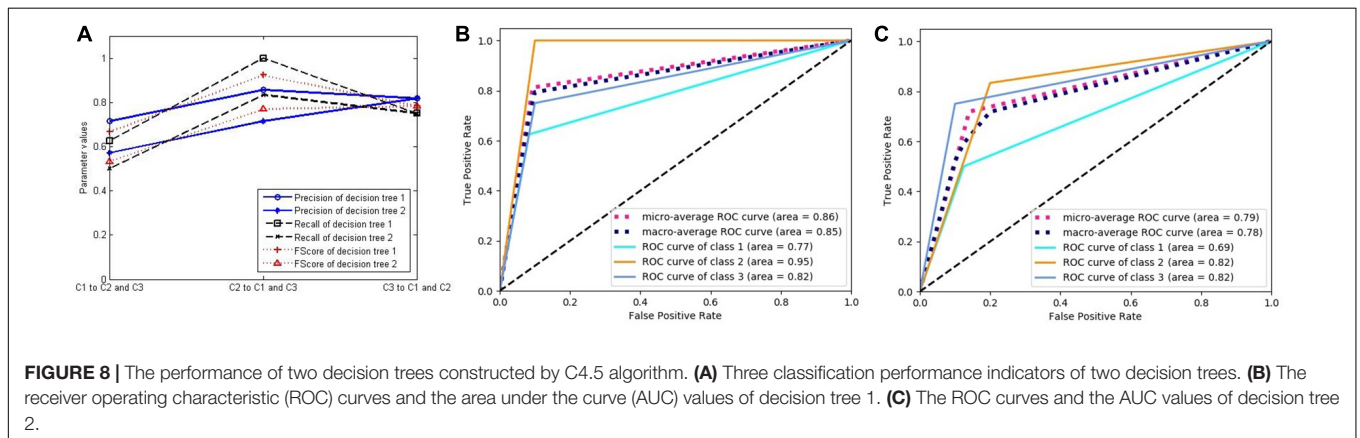 A
Parameter values
1
0.8
0.6
0.4
0.2
0
C1 to C2 and C3
C2 to C1 and C3
C3 to C1 and C2
Precision of decision tree 1
Precision of decision tree 2
Recall of decision tree 1
Recall of decision tree 2
FScore of decision tree 1
FScore of decision tree 2
B
True Positive Rate
1.0
0.8
0.6
0.4
0.2
0.0
0.0 0.2 0.4 0.6 0.8 1.0
False Positive Rate
micro-average ROC curve (area = 0.86)
macro-average ROC curve (area = 0.85)
ROC curve of class 1 (area = 0.77)
ROC curve of class 2 (area = 0.95)
ROC curve of class 3 (area = 0.82)
C
True Positive Rate
1.0
0.8
0.6
0.4
0.2
0.0
0.0 0.2 0.4 0.6 0.8 1.0
False Positive Rate
micro-average ROC curve (area = 0.79)
macro-average ROC curve (area = 0.78)
ROC curve of class 1 (area = 0.69)
ROC curve of class 2 (area = 0.82)
ROC curve of class 3 (area = 0.82)
FIGURE 8 | The performance of two decision trees constructed by C4.5 algorithm. (A) Three classification performance indicators of two decision trees. (B) The
receiver operating characteristic (ROC) curves and the area under the curve (AUC) values of decision tree 1. (C) The ROC curves and the AUC values of decision tree
2.